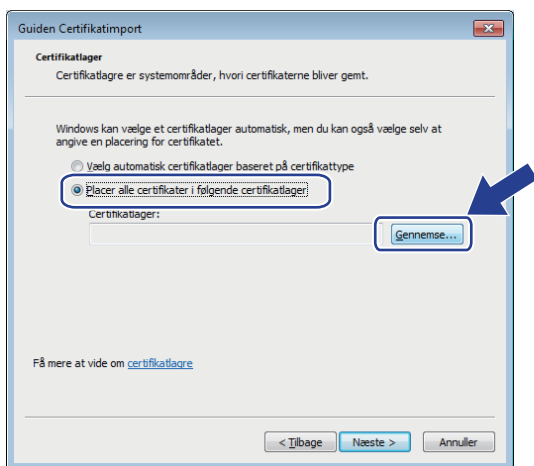 Guiden Certifikatimport
Certifikatlager
Certifikatlagre er systemområder, hvori certifikaterne bliver gemt.
Windows kan vælge et certifikatlager automatisk, men du kan også vælge selv at
angive en placering for certifikatet.
Vælg automatisk certifikatlager baseret på certifikattype
Placer alle certifikater i følgende certifikatlager
Certifikatlager:
Gennemse...
Få mere at vide om certifikatlagre
< Tilbage
Næste >
Annuller